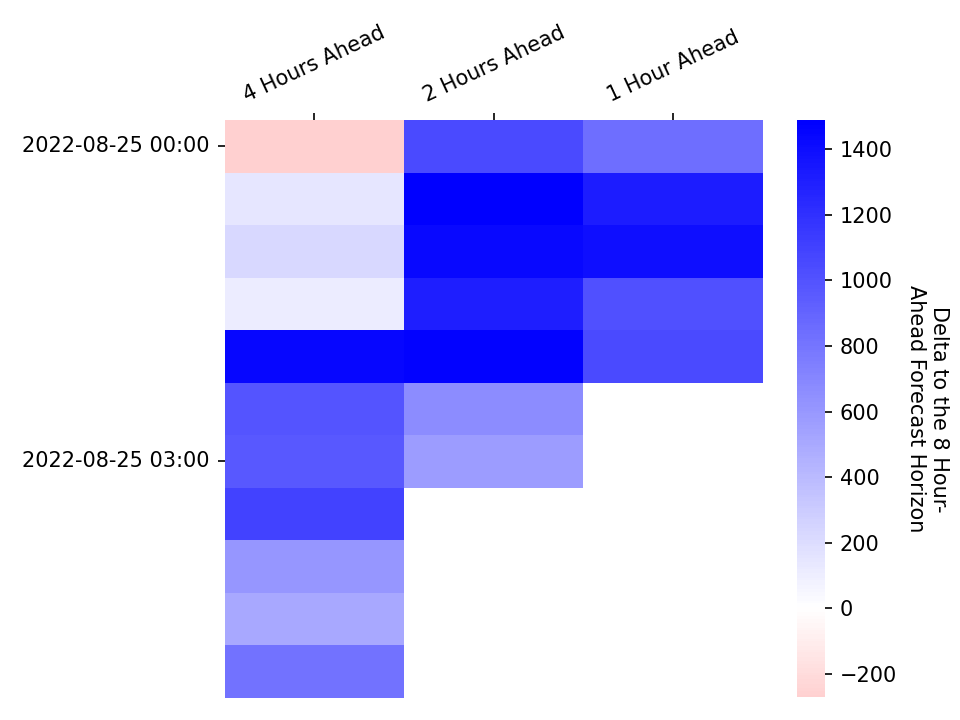 4 Hours Ahead
2 Hours Ahead
1 Hour Ahead
2022-08-25 00:00
2022-08-25 03:00
1400
1200
1000
800
600
400
200
0
−200
Delta to the 8 Hour-
Ahead Forecast Horizon